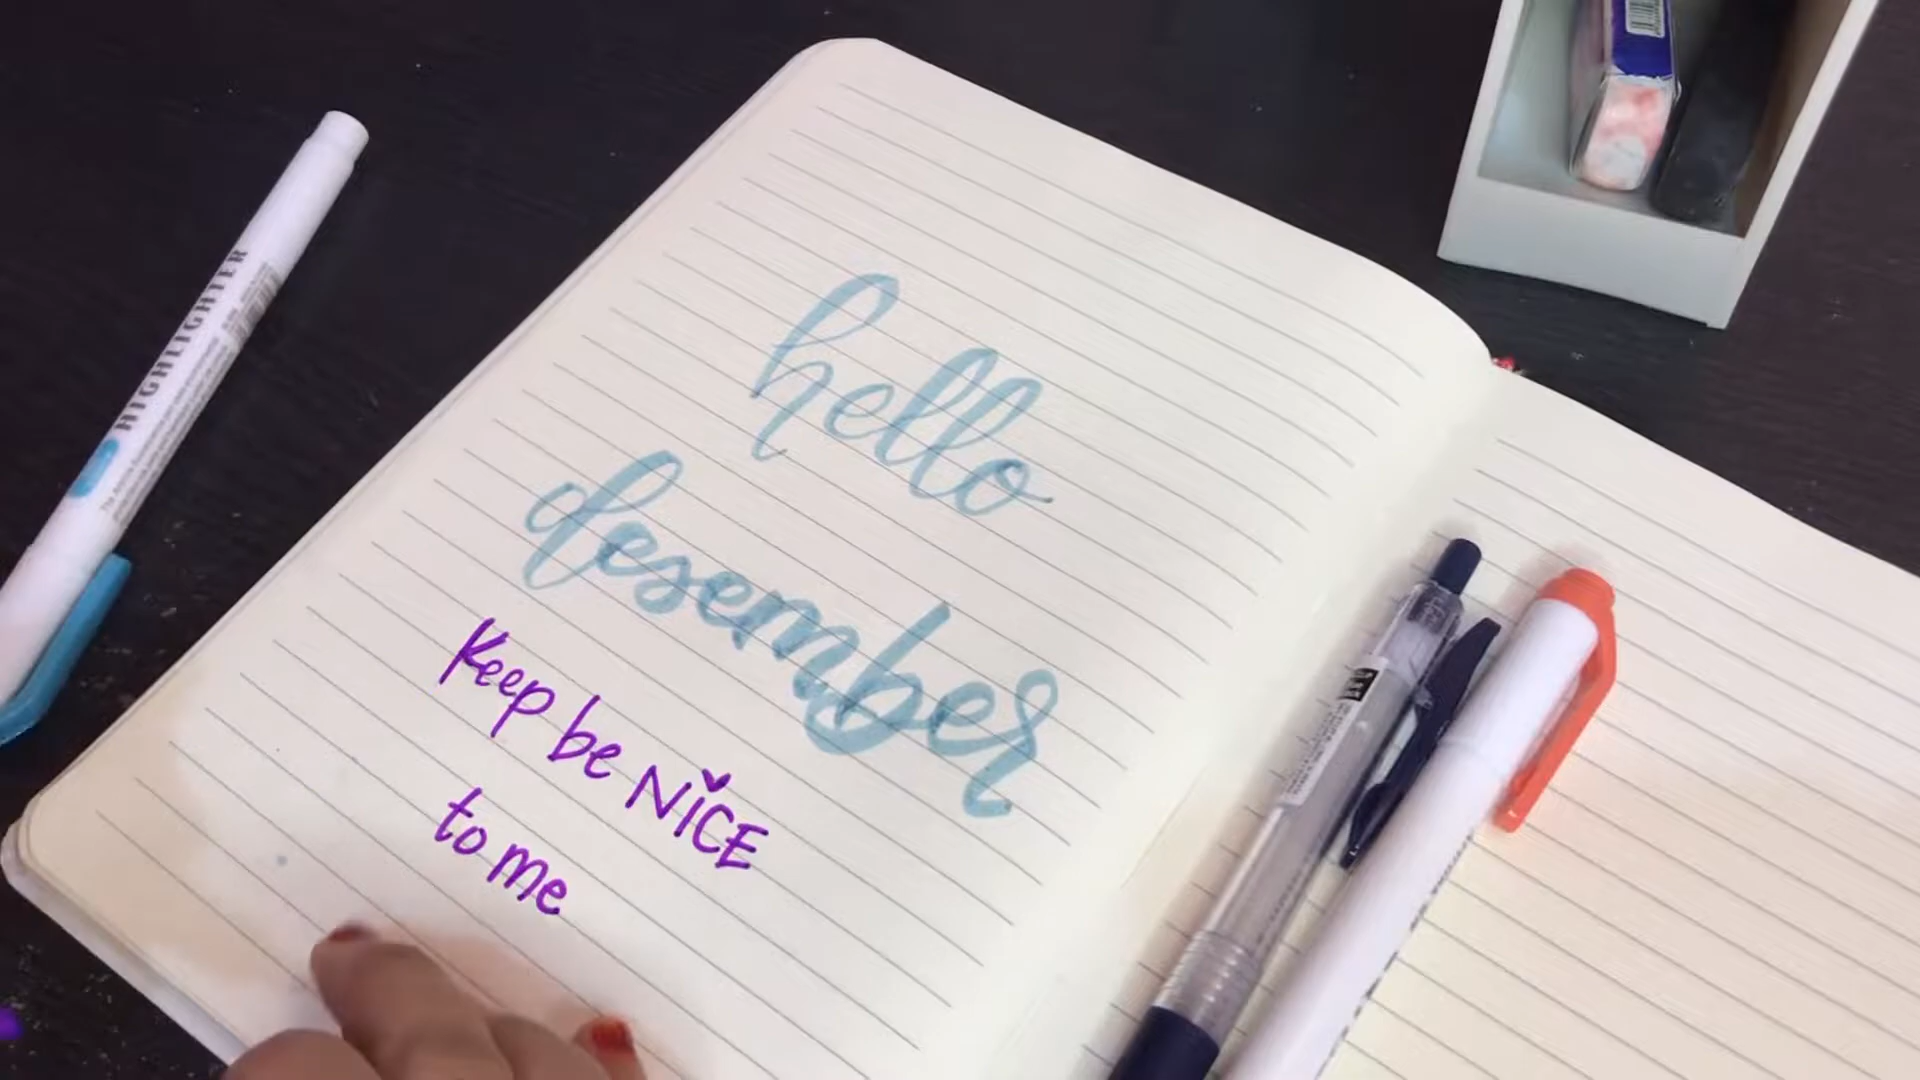 HIGHLIGHTER
hello
desember
Keep be NiCE
to me